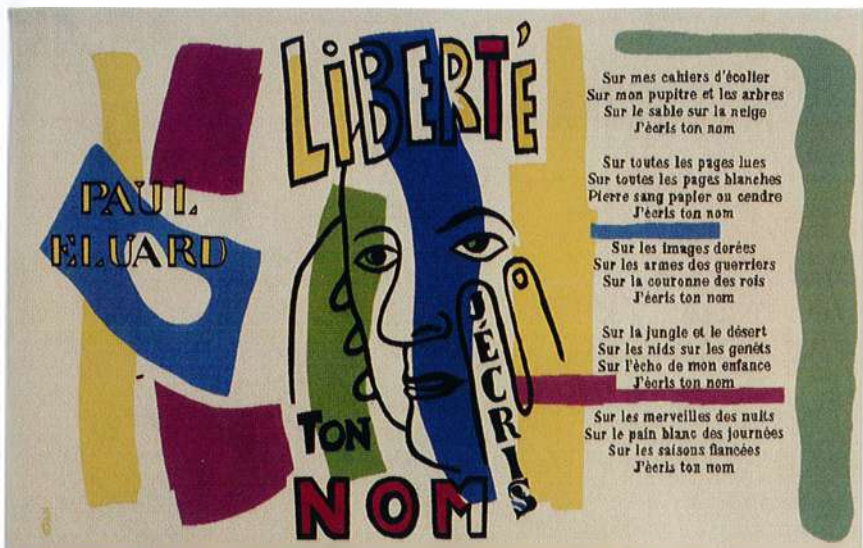 LiBERTÉ
PAUL
ELUARD
J'ÉCRIS
TON
NOM
Sur mes cahiers d'écolier
Sur mon pupitre et les arbres
Sur le sable sur la neige
J'écris ton nom
Sur toutes les pages lues
Sur toutes les pages blanches
Pierre sang papier ou cendre
J'écris ton nom
Sur les images dorées
Sur les armes des guerriers
Sur la couronne des rois
J'écris ton nom
Sur la jungle et le désert
Sur les nids sur les genêts
Sur l'écho de mon enfance
J'écris ton nom
Sur les merveilles des nuits
Sur le pain blanc des journées
Sur les saisons fiancées
J'écris ton nom